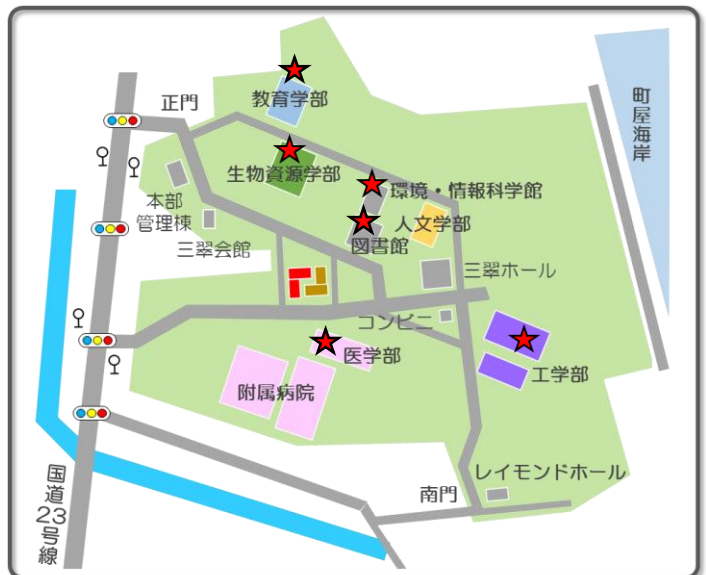 正門
教育学部
町屋海岸
生物資源学部
環境・情報科学館
本部
管理棟
人文学部
三翠会館
図書館
三翠ホール
コンビニ
医学部
工学部
附属病院
レイモンドホール
南門
国道23号線